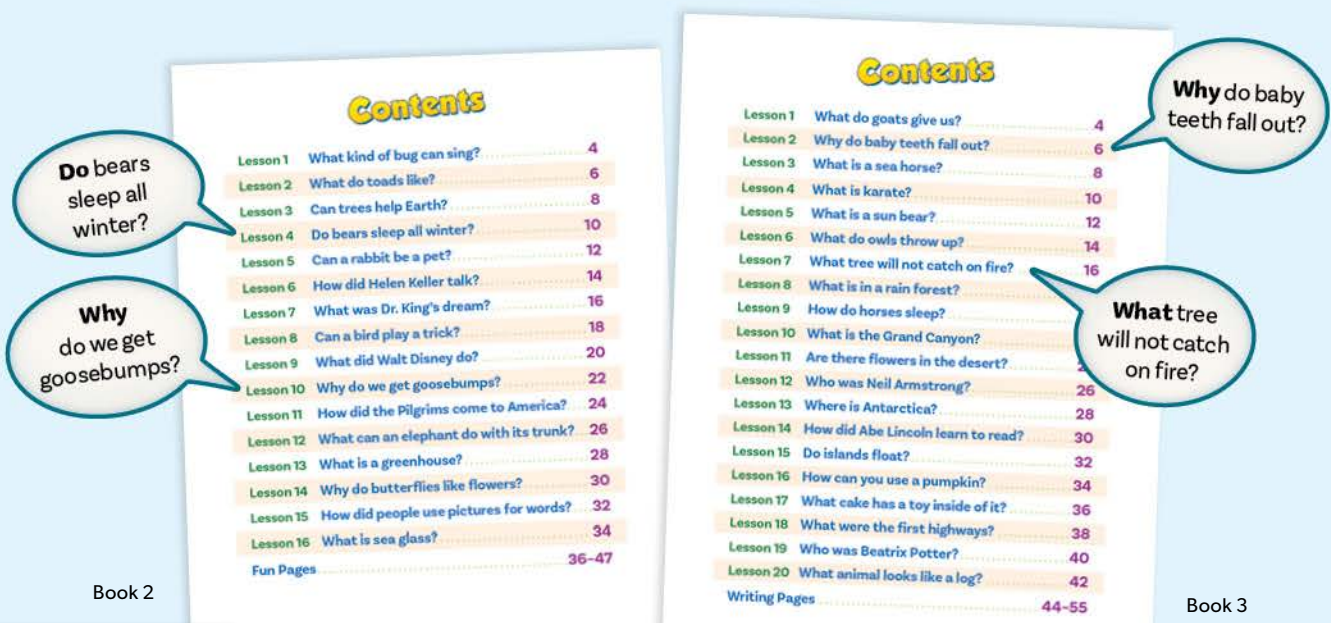 Contents
Lesson 1 What kind of bug can sing? 4
Lesson 2 What do toads like? 6
Lesson 3 Can trees help Earth? 8
Lesson 4 Do bears sleep all winter? 10
Lesson 5 Can a rabbit be a pet? 12
Lesson 6 How did Helen Keller talk? 14
Lesson 7 What was Dr. King's dream? 16
Lesson 8 Can a bird play a trick? 18
Lesson 9 What did Walt Disney do? 20
Lesson 10 Why do we get goosebumps? 22
Lesson 11 How did the Pilgrims come to America? 24
Lesson 12 What can an elephant do with its trunk? 26
Lesson 13 What is a greenhouse? 28
Lesson 14 Why do butterflies like flowers? 30
Lesson 15 How did people use pictures for words? 32
Lesson 16 What is sea glass? 34
Fun Pages 36-47
Do bears
sleep all
winter?
Why
do we get
goosebumps?
Book 2
Contents
Lesson 1 What do goats give us? 4
Lesson 2 Why do baby teeth fall out? 6
Lesson 3 What is a sea horse? 8
Lesson 4 What is karate? 10
Lesson 5 What is a sun bear? 12
Lesson 6 What do owls throw up? 14
Lesson 7 What tree will not catch on fire? 16
Lesson 8 What is in a rain forest?
Lesson 9 How do horses sleep?
Lesson 10 What is the Grand Canyon?
Lesson 11 Are there flowers in the desert?
Lesson 12 Who was Neil Armstrong? 26
Lesson 13 Where is Antarctica? 28
Lesson 14 How did Abe Lincoln learn to read? 30
Lesson 15 Do islands float? 32
Lesson 16 How can you use a pumpkin? 34
Lesson 17 What cake has a toy inside of it? 36
Lesson 18 What were the first highways? 38
Lesson 19 Who was Beatrix Potter? 40
Lesson 20 What animal looks like a log? 42
Writing Pages 44-55
Why do baby
teeth fall out?
What tree
will not catch
on fire?
Book 3